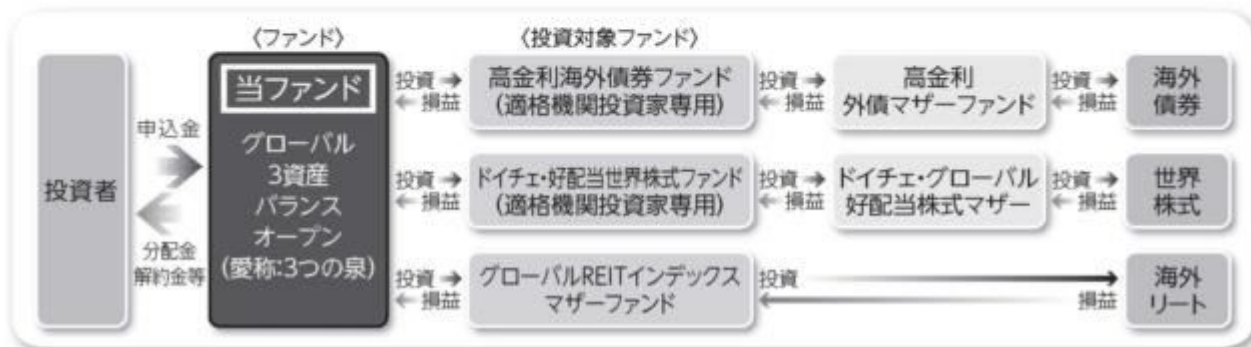 〈ファンド〉
〈投資対象ファンド〉
投資者
申込金
分配金
解約金等
当ファンド
グローバル
3資産
バランス
オープン
(愛称:3つの泉)
投資
損益
高金利海外債券ファンド
(適格機関投資家専用)
投資
損益
高金利
外債マザーファンド
投資
損益
海外
債券
投資
損益
ドイチェ・好配当世界株式ファンド
(適格機関投資家専用)
投資
損益
ドイチェ・グローバル
好配当株式マザー
投資
損益
世界
株式
投資
損益
グローバルREITインデックス
マザーファンド
投資
損益
海外
リート